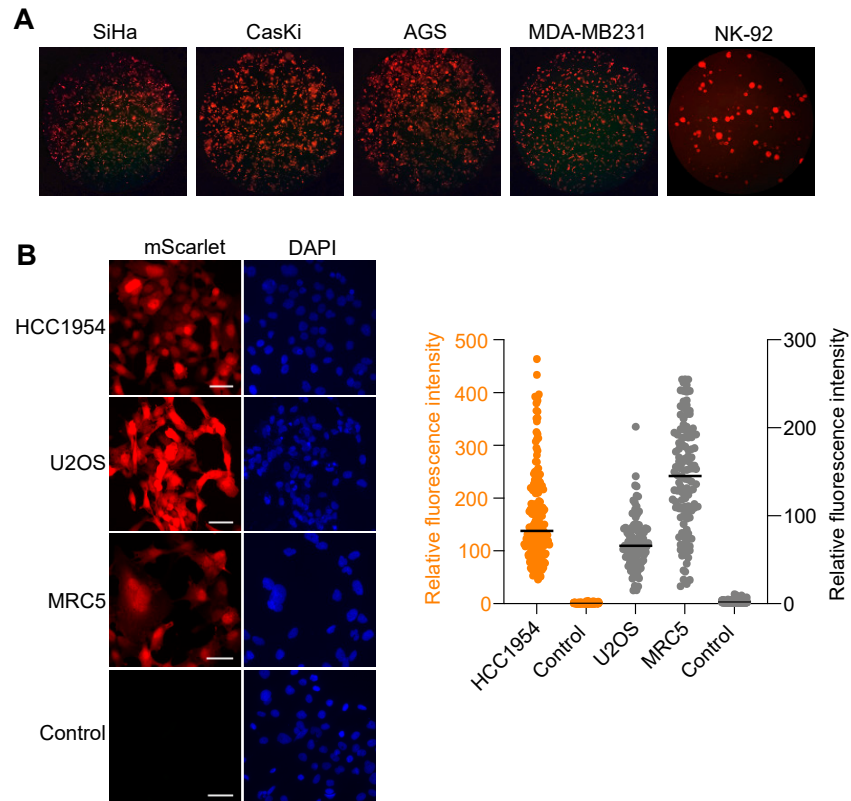 A
SiHa CasKi AGS MDA-MB231 NK-92
B
mScarlet DAPI
HCC1954
U2OS
MRC5
Control
Relative fluorescence intensity
500
400
300
200
100
0
300
200
100
0
Relative fluorescence intensity
HCC1954 Control U2OS MRC5 Control